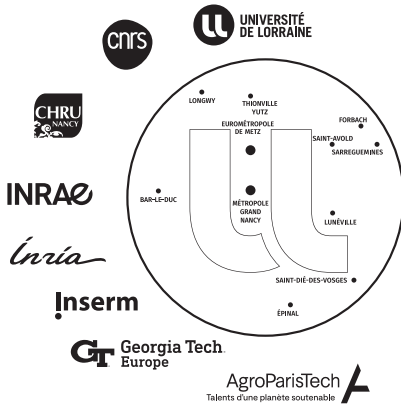 cnrs
UNIVERSITÉ
DE LORRAINE
CHRU
NANCY
LONGWY
THIONVILLE
YUTZ
EUROMÉTROPOLE
DE METZ
FORBACH
SAINT-AVOLD
SARREGUEMINES
INRAE
BAR-LE-DUC
MÉTROPOLE
GRAND
NANCY
LUNÉVILLE
Inria
SAINT-DIÉ-DES-VOSGES
Inserm
ÉPINAL
GT Georgia Tech
Europe
AgroParisTech
Talents d'une planète soutenable